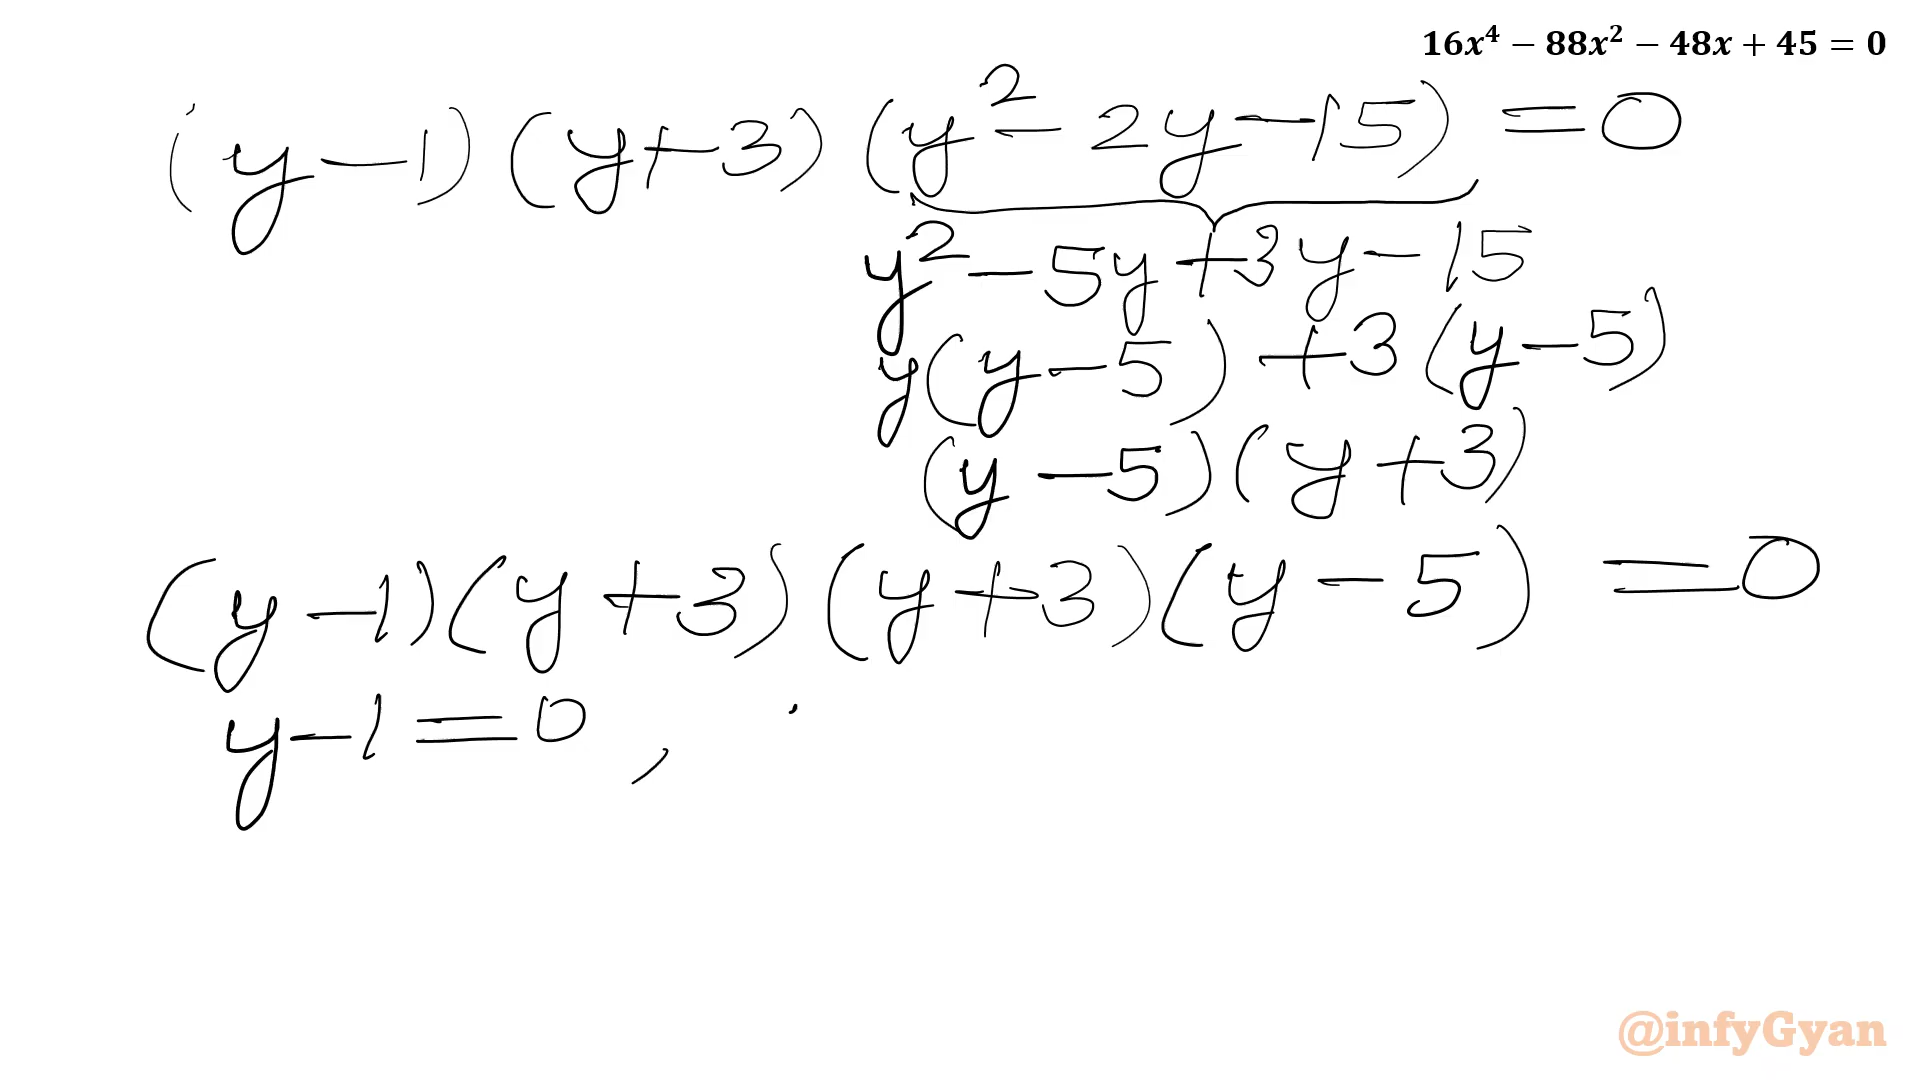 16x⁴ − 88x² − 48x + 45 = 0
(y−1)(y+3)(y²−2y−15) = 0
y²−5y+3y−15
y(y−5)+3(y−5)
(y−5)(y+3)
(y−1)(y+3)(y+3)(y−5) = 0
y−1=0 ,
@infyGyan